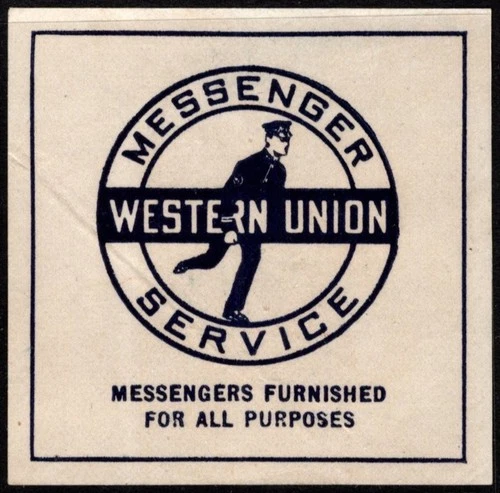 MESSENGER
WESTERN UNION
SERVICE
MESSENGERS FURNISHED
FOR ALL PURPOSES